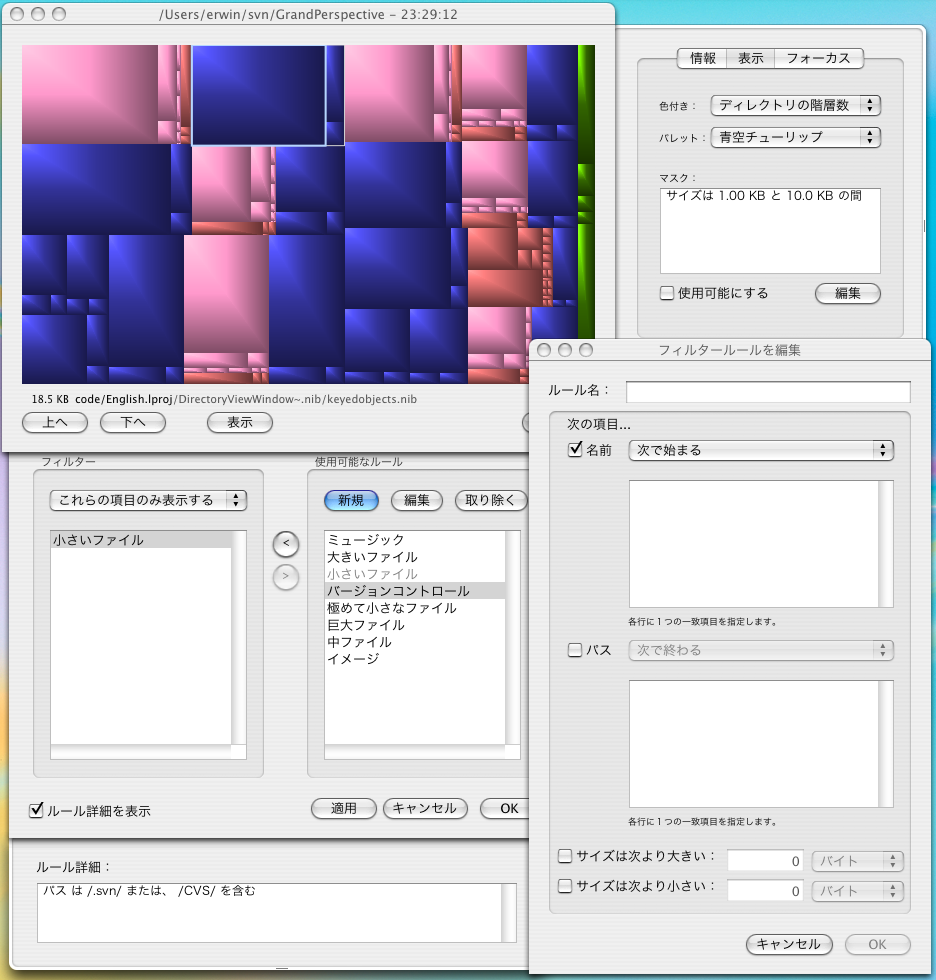 /Users/erwin/svn/GrandPerspective – 23:29:12
18.5 KB code/English.lproj/DirectoryViewWindow~.nib/keyedobjects.nib
上へ
下へ
表示
情報
表示
フォーカス
色付き：
ディレクトリの階層数
パレット：
青空チューリップ
マスク：
サイズは 1.00 KB と 10.0 KB の間
使用可能にする
編集
フィルター
これらの項目のみ表示する
小さいファイル
<
>
使用可能なルール
新規
編集
取り除く
ミュージック
大きいファイル
小さいファイル
バージョンコントロール
極めて小さなファイル
巨大ファイル
中ファイル
イメージ
ルール詳細を表示
適用
キャンセル
OK
ルール詳細：
パス は /.svn/ または、 /CVS/ を含む
フィルタールールを編集
ルール名：
次の項目...
名前
次で始まる
各行に１つの一致項目を指定します。
パス
次で終わる
各行に１つの一致項目を指定します。
サイズは次より大きい：
0
バイト
サイズは次より小さい：
0
バイト
キャンセル
OK